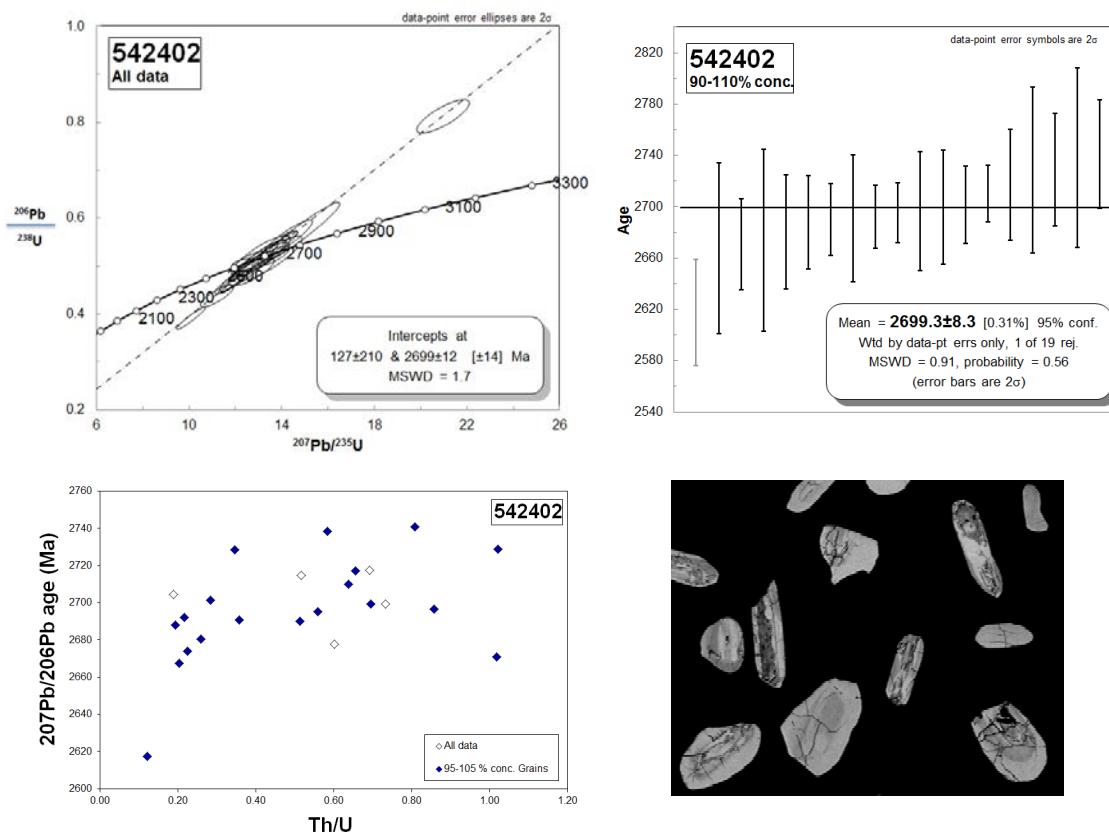 data-point error ellipses are 2σ
1.0
542402
All data
0.8
0.6
0.4
0.2
206Pb
238U
3300
3100
2900
2700
2300
2100
Intercepts at
127±210 & 2699±12 [±14] Ma
MSWD = 1.7
6 10 14 18 22 26
207Pb/235U
data-point error symbols are 2σ
542402
90-110% conc.
2820
2780
2740
2700
2660
2620
2580
2540
Age
Mean = 2699.3±8.3 [0.31%] 95% conf.
Wtd by data-pt errs only, 1 of 19 rej.
MSWD = 0.91, probability = 0.56
(error bars are 2σ)
542402
2760
2740
2720
2700
2680
2660
2640
2620
2600
207Pb/206Pb age (Ma)
All data
95-105 % conc. Grains
0.00 0.20 0.40 0.60 0.80 1.00 1.20
Th/U